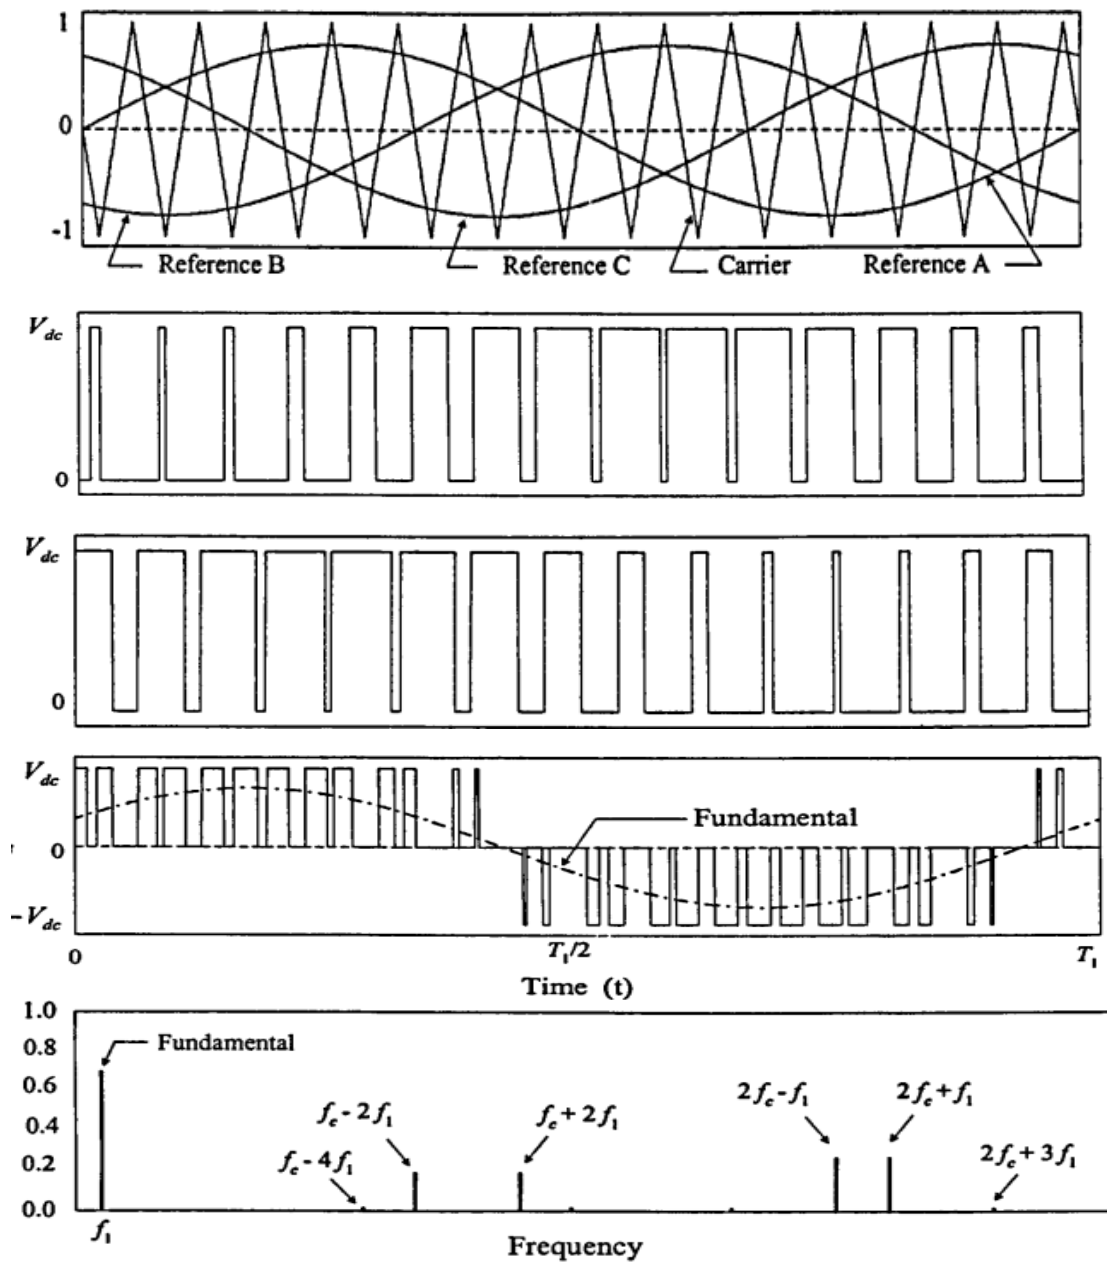 1
0
-1
Reference B
Reference C
Carrier
Reference A
V_dc
0
V_dc
0
V_dc
0
-V_dc
Fundamental
0
T_1/2
T_1
Time (t)
1.0
0.8
0.6
0.4
0.2
0.0
Fundamental
f_c - 4f_1
f_c - 2f_1
f_c + 2f_1
2f_c - f_1
2f_c + f_1
2f_c + 3f_1
f_1
Frequency